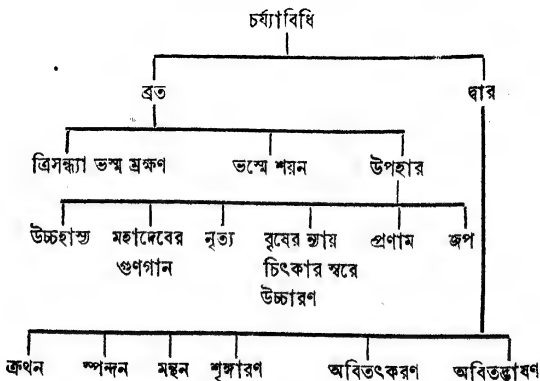 চর্য্যাবিধি
ব্রত দ্বার
ত্রিসন্ধ্যা ভস্ম ম্রক্ষণ ভস্মে শয়ন উপহার
উচ্চহাস্য মহাদেবের নৃত্য বৃষের ন্যায় প্রণাম জপ
গুণগান চিৎকার স্বরে
উচ্চারণ
ক্রথন স্পন্দন মন্থন শৃঙ্গারণ অবিতৎকরণ অবিতদ্ভাষণ